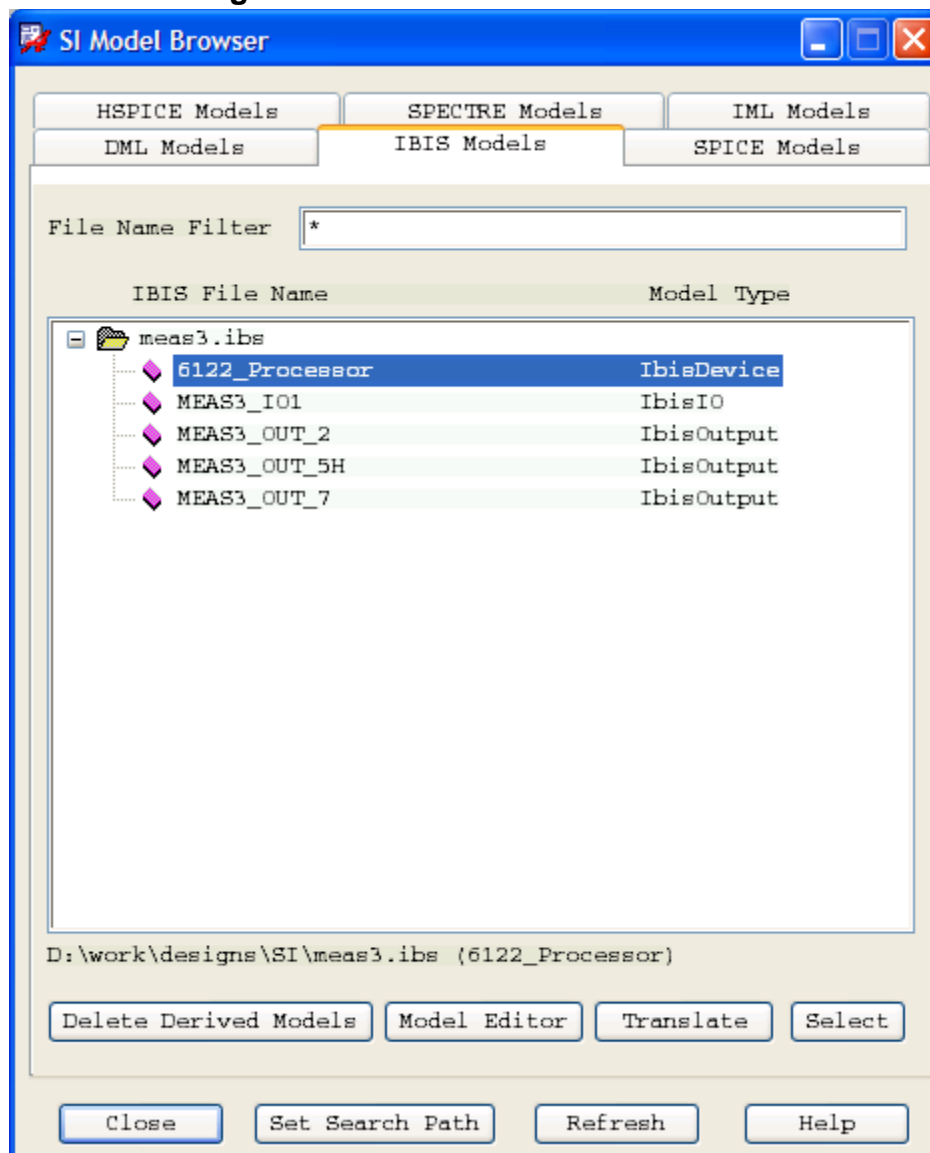 SI Model Browser
HSPICE Models SPECTRE Models IML Models
DML Models IBIS Models SPICE Models
File Name Filter *
IBIS File Name Model Type
meas3.ibs
6122_Processor IbisDevice
MEAS3_IO1 IbisIO
MEAS3_OUT_2 IbisOutput
MEAS3_OUT_5H IbisOutput
MEAS3_OUT_7 IbisOutput
D:\work\designs\SI\meas3.ibs (6122_Processor)
Delete Derived Models Model Editor Translate Select
Close Set Search Path Refresh Help